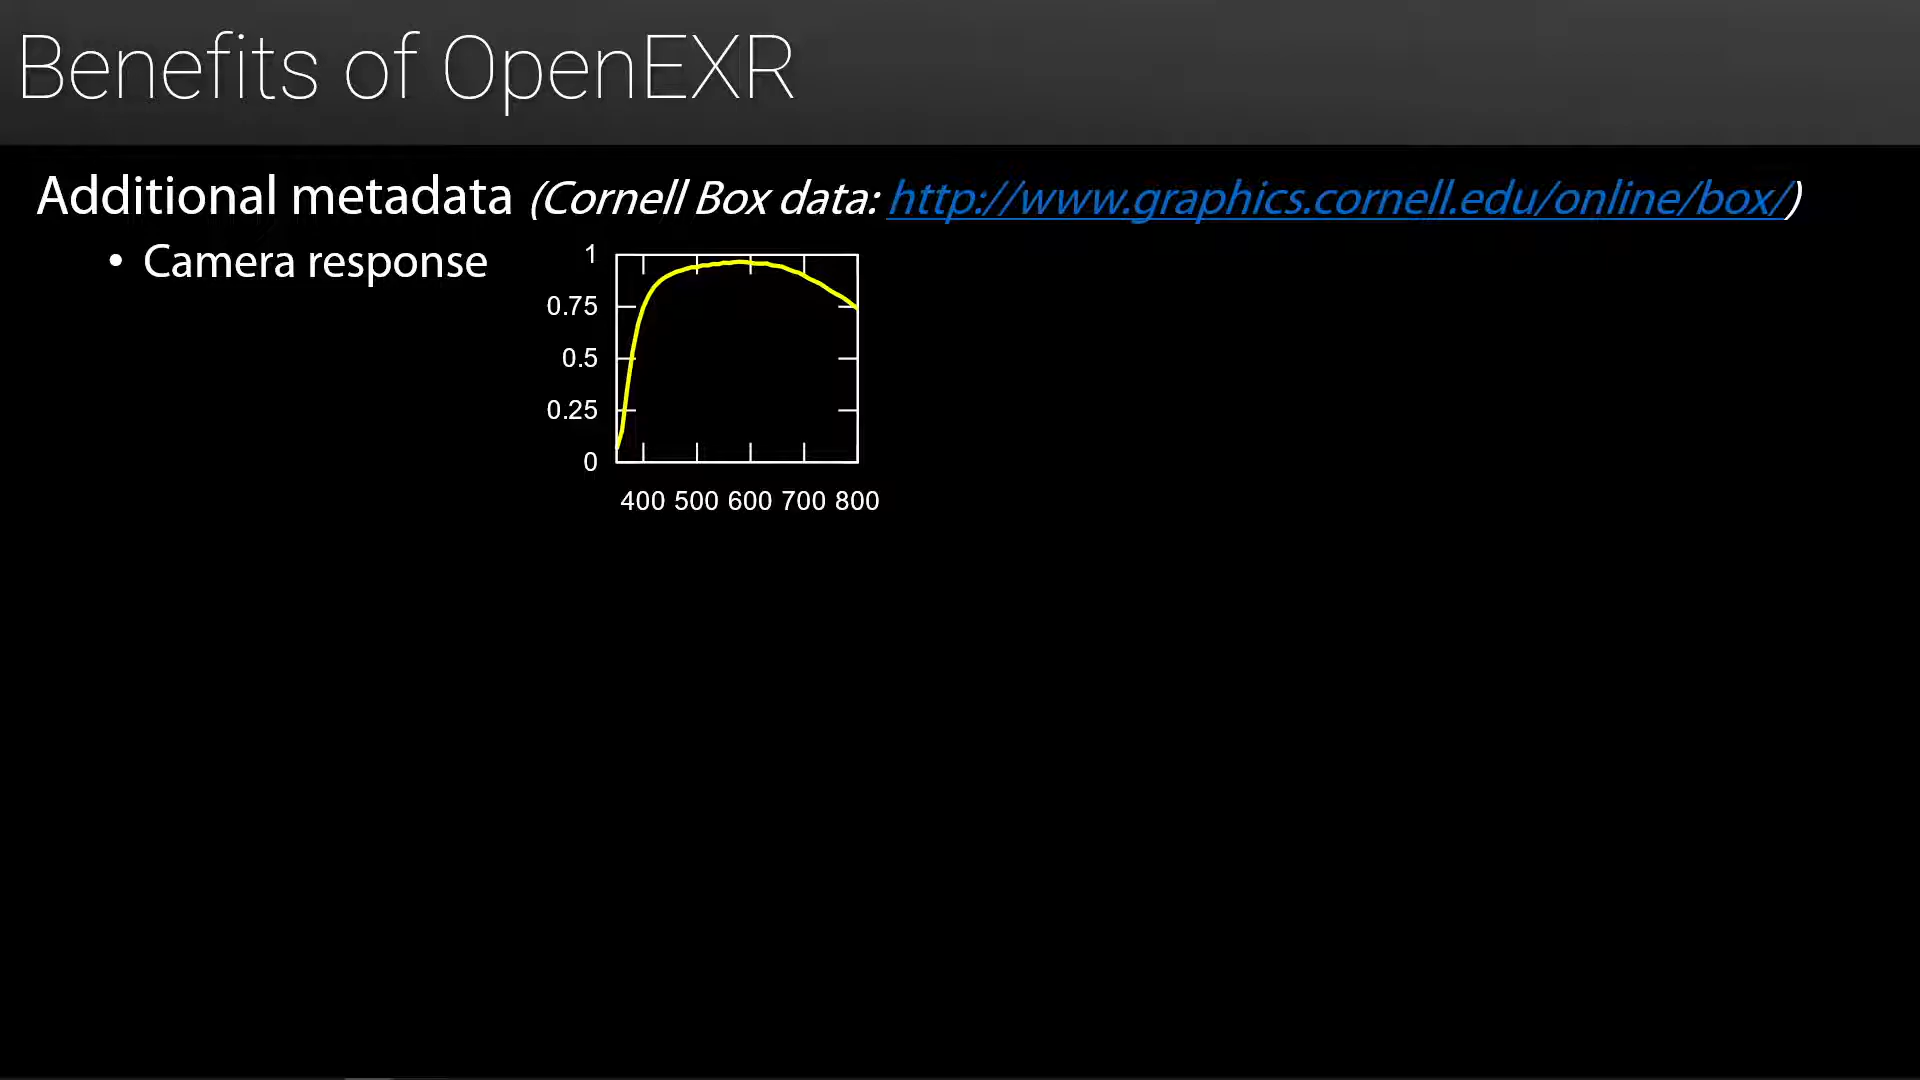 Benefits of OpenEXR
Additional metadata (Cornell Box data: http://www.graphics.cornell.edu/online/box/)
• Camera response
1
0.75
0.5
0.25
0
400 500 600 700 800